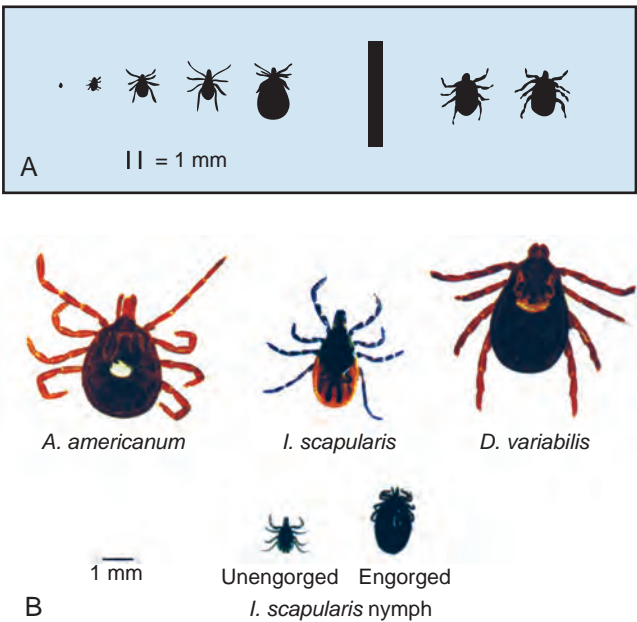 A
= 1 mm
A. americanum
I. scapularis
D. variabilis
1 mm
Unengorged
Engorged
I. scapularis nymph
B